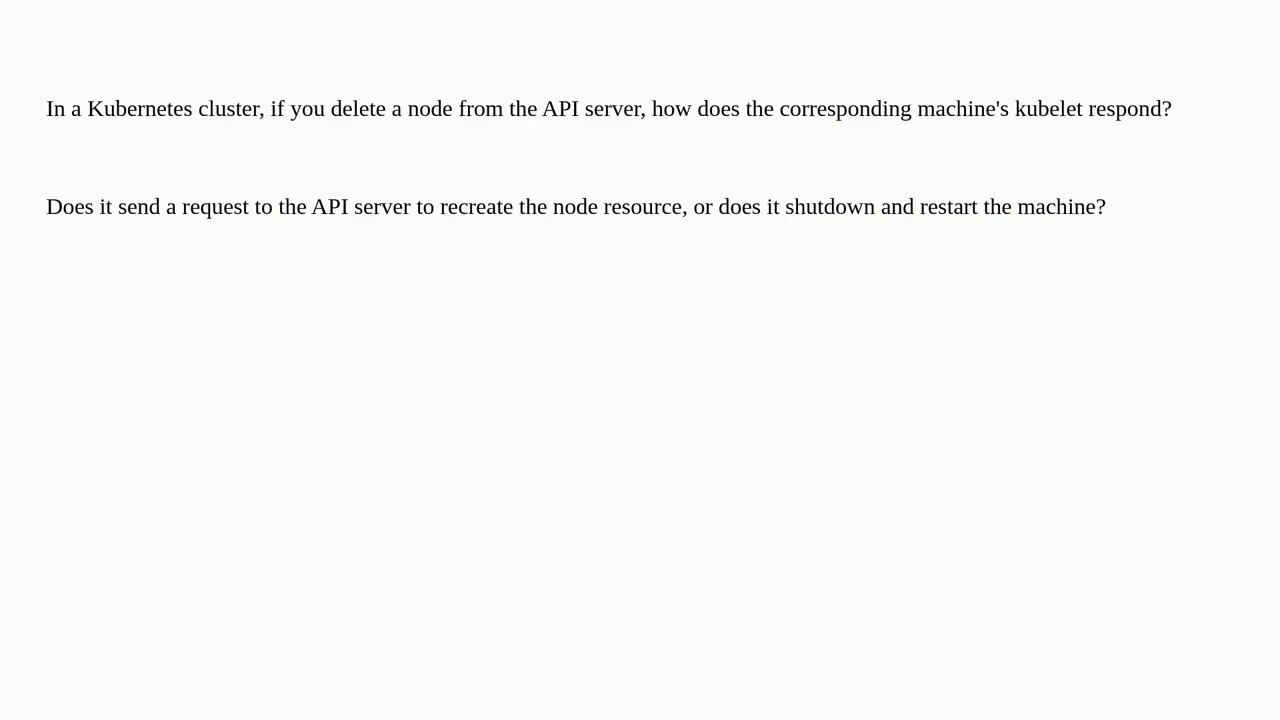 In a Kubernetes cluster, if you delete a node from the API server, how does the corresponding machine's kubelet respond?
Does it send a request to the API server to recreate the node resource, or does it shutdown and restart the machine?